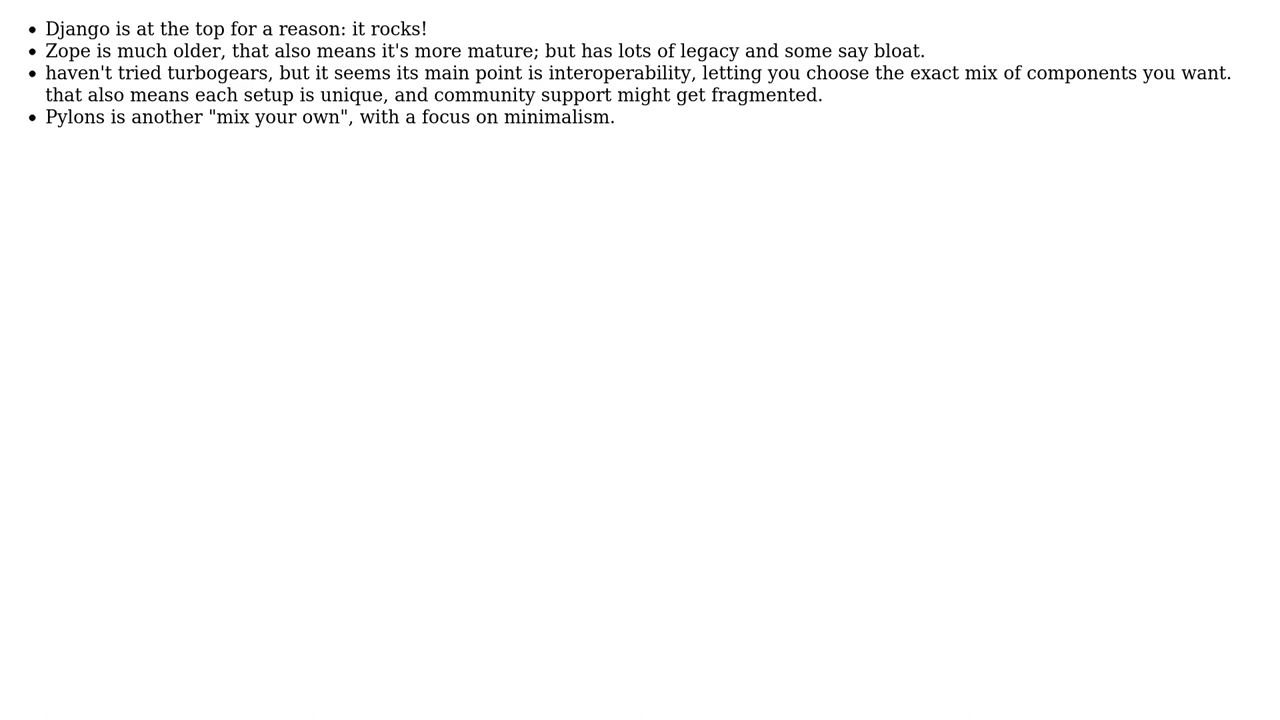 • Django is at the top for a reason: it rocks!
• Zope is much older, that also means it's more mature; but has lots of legacy and some say bloat.
• haven't tried turbogears, but it seems its main point is interoperability, letting you choose the exact mix of components you want.
that also means each setup is unique, and community support might get fragmented.
• Pylons is another "mix your own", with a focus on minimalism.